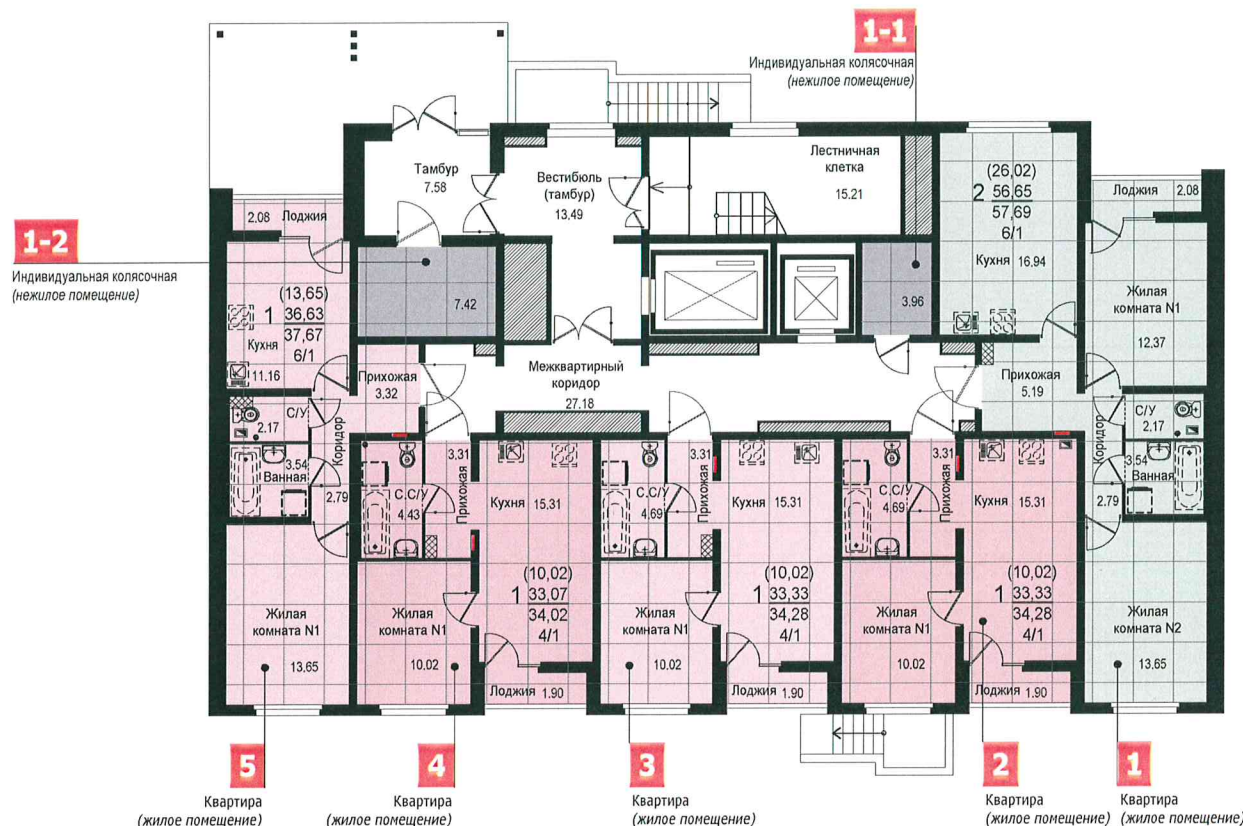 1-1
Индивидуальная колясочная
(нежилое помещение)
1-2
Индивидуальная колясочная
(нежилое помещение)
Тамбур
7.58
Вестибюль
(тамбур)
13.49
Лестничная
клетка
15.21
7.42
3.96
Межквартирный
коридор
27.18
2.08
Лоджия
(13,65)
1
36,63
37,67
6/1
Кухня
11.16
Прихожая
3.32
С/У
2.17
3.54
Ванная
Коридор
2.79
Жилая
комната N1
13.65
С.С/У
4.43
3.31
Прихожая
Кухня
15.31
(10,02)
1
33,07
34,02
4/1
Жилая
комната N1
10.02
Лоджия 1.90
С.С/У
4.69
3.31
Прихожая
Кухня
15.31
(10,02)
1
33,33
34,28
4/1
Жилая
комната N1
10.02
Лоджия 1.90
С.С/У
4.69
3.31
Прихожая
Кухня
15.31
(10,02)
1
33,33
34,28
4/1
Жилая
комната N1
10.02
Лоджия 1.90
(26,02)
2
56,65
57,69
6/1
Кухня 16.94
Лоджия
2.08
Жилая
комната N1
12.37
Прихожая
5.19
С/У
2.17
3.54
Ванная
Коридор
2.79
Жилая
комната N2
13.65
5
Квартира
(жилое помещение)
4
Квартира
(жилое помещение)
3
Квартира
(жилое помещение)
2
Квартира
(жилое помещение)
1
Квартира
(жилое помещение)